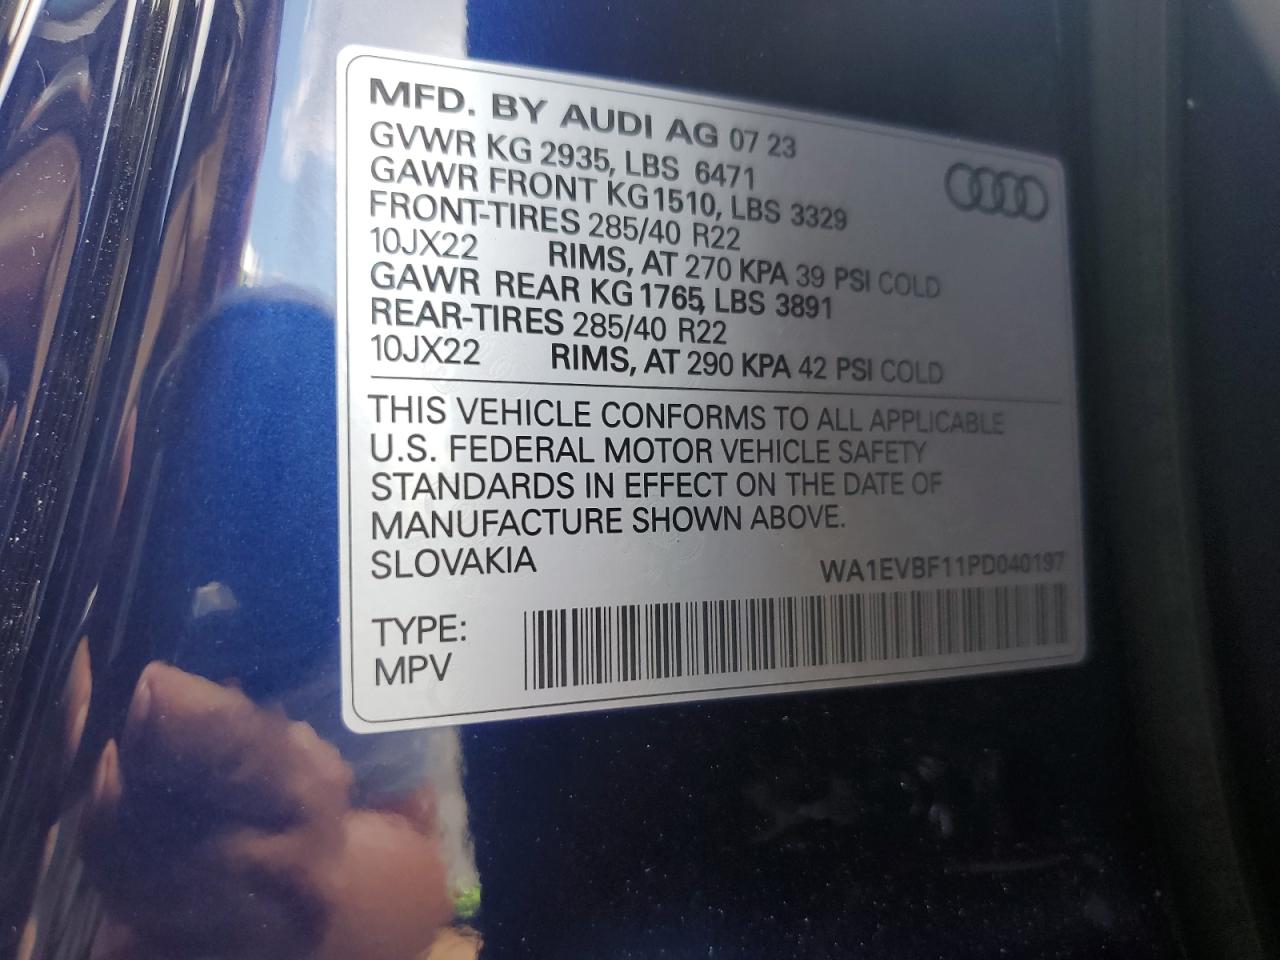 MFD. BY AUDI AG 07 23
GVWR KG 2935, LBS 6471
GAWR FRONT KG1510, LBS 3329
FRONT-TIRES 285/40 R22
10JX22 RIMS, AT 270 KPA 39 PSI COLD
GAWR REAR KG 1765, LBS 3891
REAR-TIRES 285/40 R22
10JX22 RIMS, AT 290 KPA 42 PSI COLD
THIS VEHICLE CONFORMS TO ALL APPLICABLE
U.S. FEDERAL MOTOR VEHICLE SAFETY
STANDARDS IN EFFECT ON THE DATE OF
MANUFACTURE SHOWN ABOVE.
SLOVAKIA WA1EVBF11PD040197
TYPE:
MPV